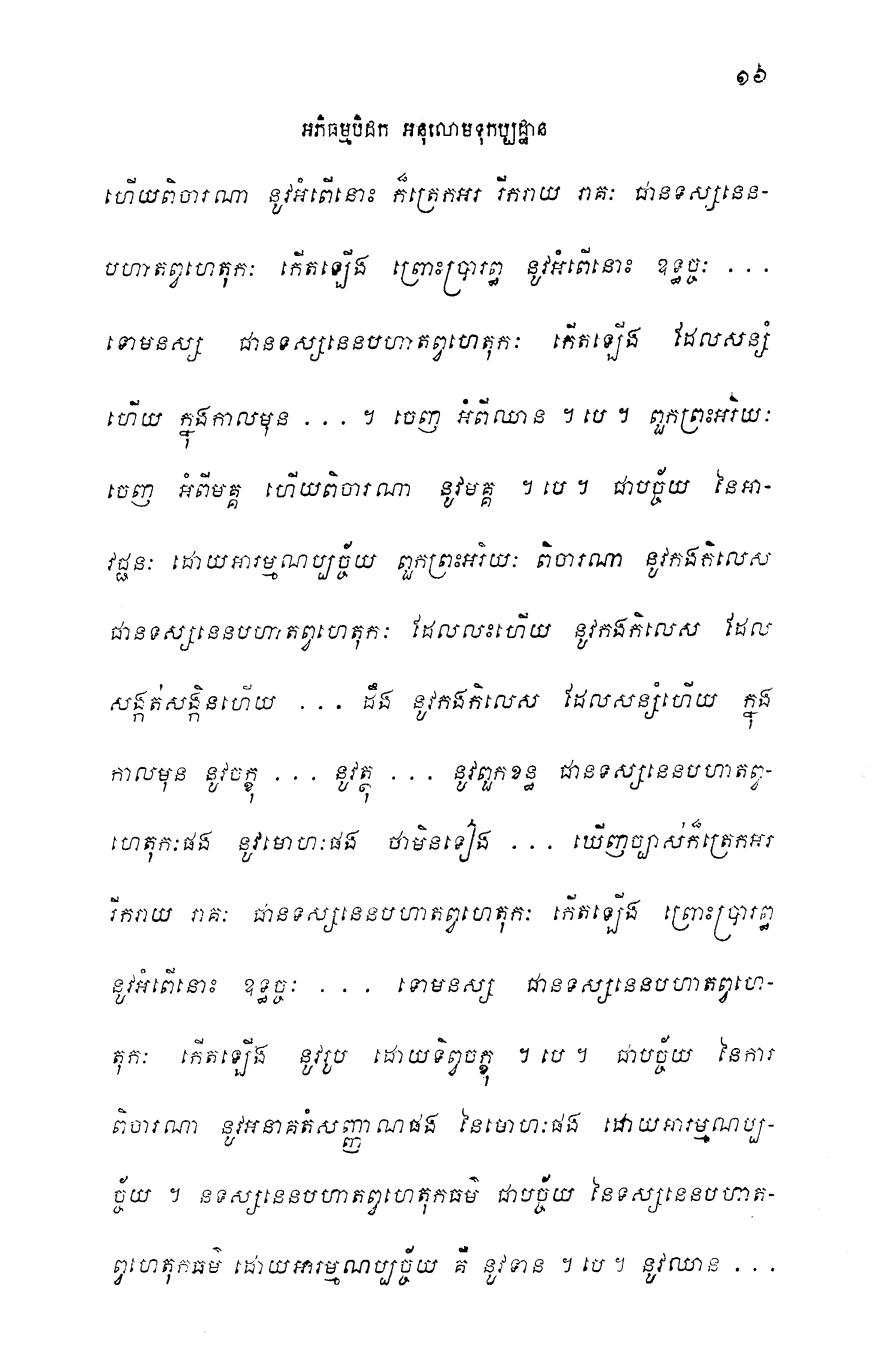 ១៦
អភិធម្មបិដក អនុលោមទុកប្បដ្ឋាន
ហើយពិចារណា នូវអំពើនោះ ក៏ត្រេកអរ រីករាយ រាគៈ ជានទស្សនេន-
បហាតព្វហេតុកៈ កើតឡើង ព្រោះប្រារព្ធ នូវអំពើនោះ ឧទ្ធច្ចៈ . . .
ទោមនស្ស ជានទស្សនេនបហាតព្វហេតុកៈ កើតឡើង ដែលសន្សំ
ហើយ ក្នុងកាលមុន . . . ។ ចេញ អំពីឈាន ។ បេ ។ ពួកព្រះអរិយៈ
ចេញ អំពីមគ្គ ហើយពិចារណា នូវមគ្គ ។ បេ ។ ជាបច្ច័យ នៃអា-
វជ្ជនៈ ដោយអារម្មណប្បច្ច័យ ពួកព្រះអរិយៈ ពិចារណា នូវកងកិលេស
ជានទស្សនេនបហាតព្វហេតុកៈ ដែលលះហើយ នូវកងកិលេស ដែល
សង្កត់សង្កិនហើយ . . . ដឹង នូវកងកិលេស ដែលសន្សំហើយ ក្នុង
កាលមុន នូវចក្ខុ . . . នូវវត្ថុ . . . នូវពួកខន្ធ ជានទស្សនេនបហាតព្វ-
ហេតុកៈផង នូវមោហៈផង ថាមិនទៀង . . . ឃើញច្បាស់ក៏ត្រេកអរ
រីករាយ រាគៈ ជានទស្សនេនបហាតព្វហេតុកៈ កើតឡើង ព្រោះប្រារព្ធ
នូវអំពើនោះ ឧទ្ធច្ចៈ . . . ទោមនស្ស ជានទស្សនេនបហាតព្វហេ-
តុកៈ កើតឡើង នូវរូប ដោយទិព្វចក្ខុ ។ បេ ។ ជាបច្ច័យ នៃការ
ពិចារណា នូវអនាគតំសញ្ញាណផង នៃមោហៈផង ដោយអារម្មណប្ប-
ច្ច័យ ។ នទស្សនេនបហាតព្វហេតុកធម៌ ជាបច្ច័យ នៃទស្សនេនបហាត-
ព្វហេតុកធម៌ ដោយអារម្មណប្បច្ច័យ គឺ នូវទាន ។ បេ ។ នូវឈាន . . .